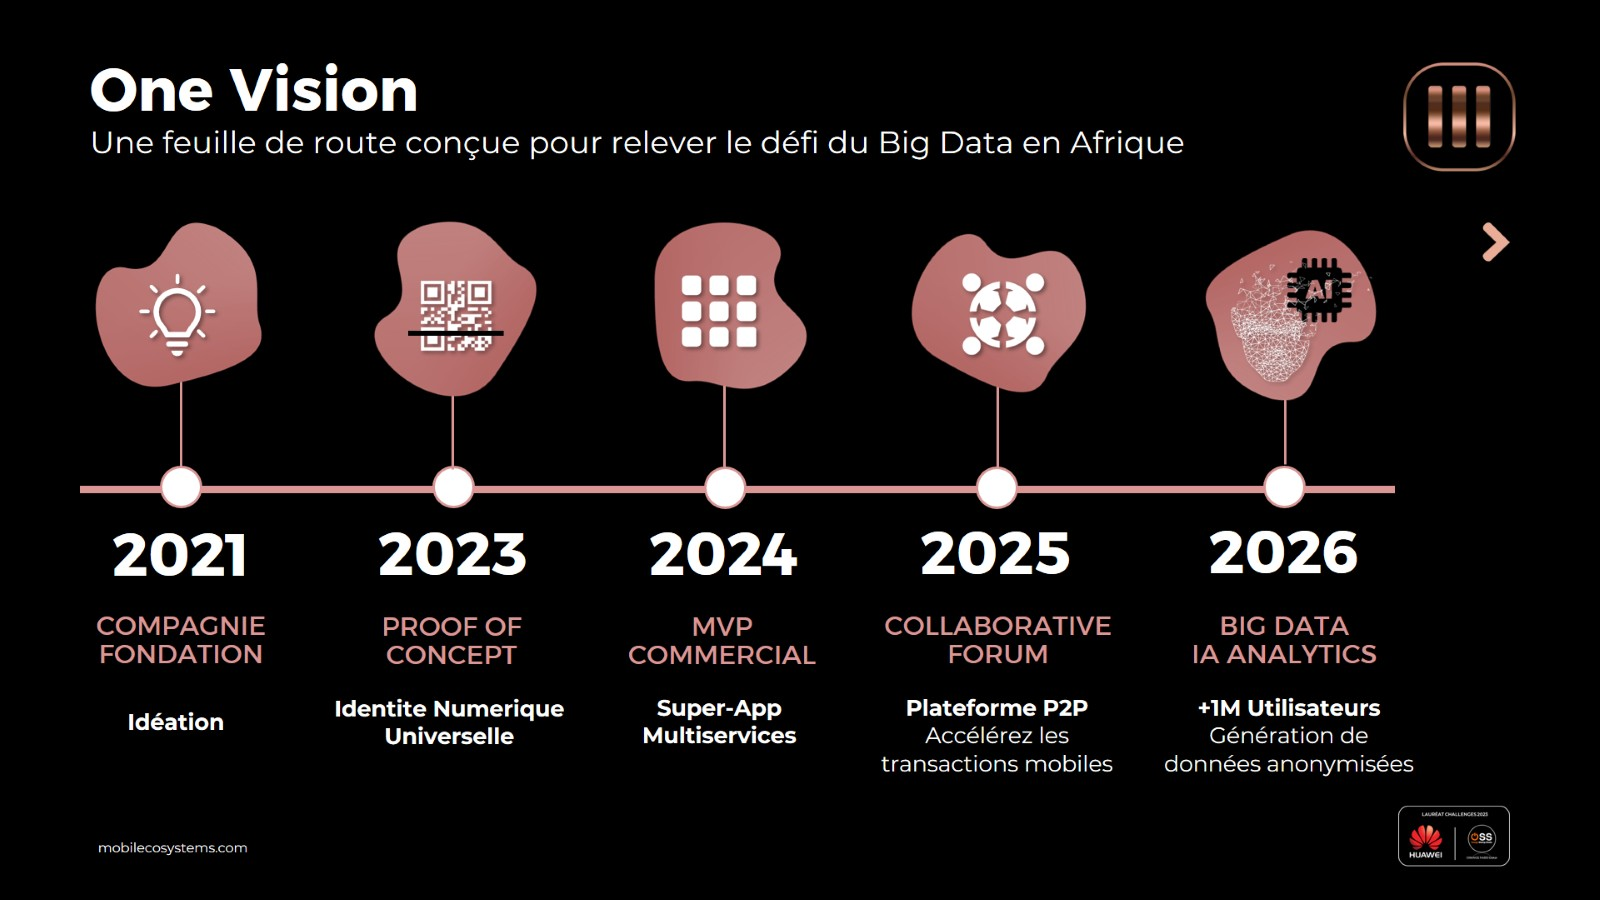 One Vision
Une feuille de route conçue pour relever le défi du Big Data en Afrique
AI
2021
2023
2024
2025
2026
COMPAGNIE
FONDATION
PROOF OF
CONCEPT
MVP
COMMERCIAL
COLLABORATIVE
FORUM
BIG DATA
IA ANALYTICS
Idéation
Identite Numerique
Universelle
Super-App
Multiservices
Plateforme P2P
Accélérez les
transactions mobiles
+1M Utilisateurs
Génération de
données anonymisées
mobilecosystems.com
LAURÉAT CHALLENGES 2023
HUAWEI
OSS